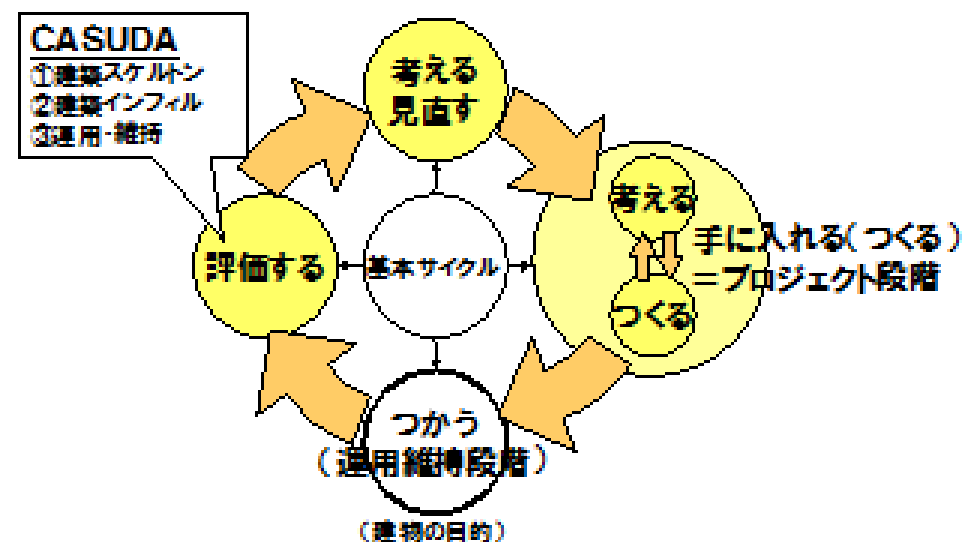 CASUDA
①建築スケルトン
②建築インフィル
③運用・維持
考える
見直す
考える
つくる
手に入れる(つくる)
=プロジェクト段階
評価する
基本サイクル
つかう
(運用維持段階)
(建物の目的)